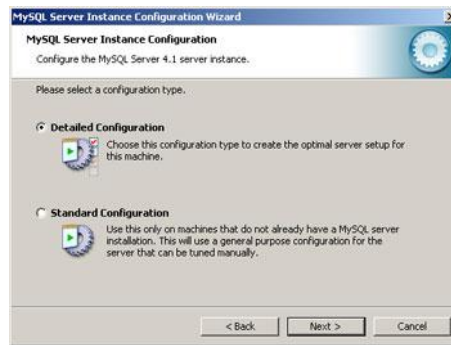 MySQL Server Instance Configuration Wizard
MySQL Server Instance Configuration
Configure the MySQL Server 4.1 server instance.
Please select a configuration type.
Detailed Configuration
Choose this configuration type to create the optimal server setup for
this machine.
Standard Configuration
Use this only on machines that do not already have a MySQL server
installation. This will use a general purpose configuration for the
server that can be tuned manually.
< Back
Next >
Cancel